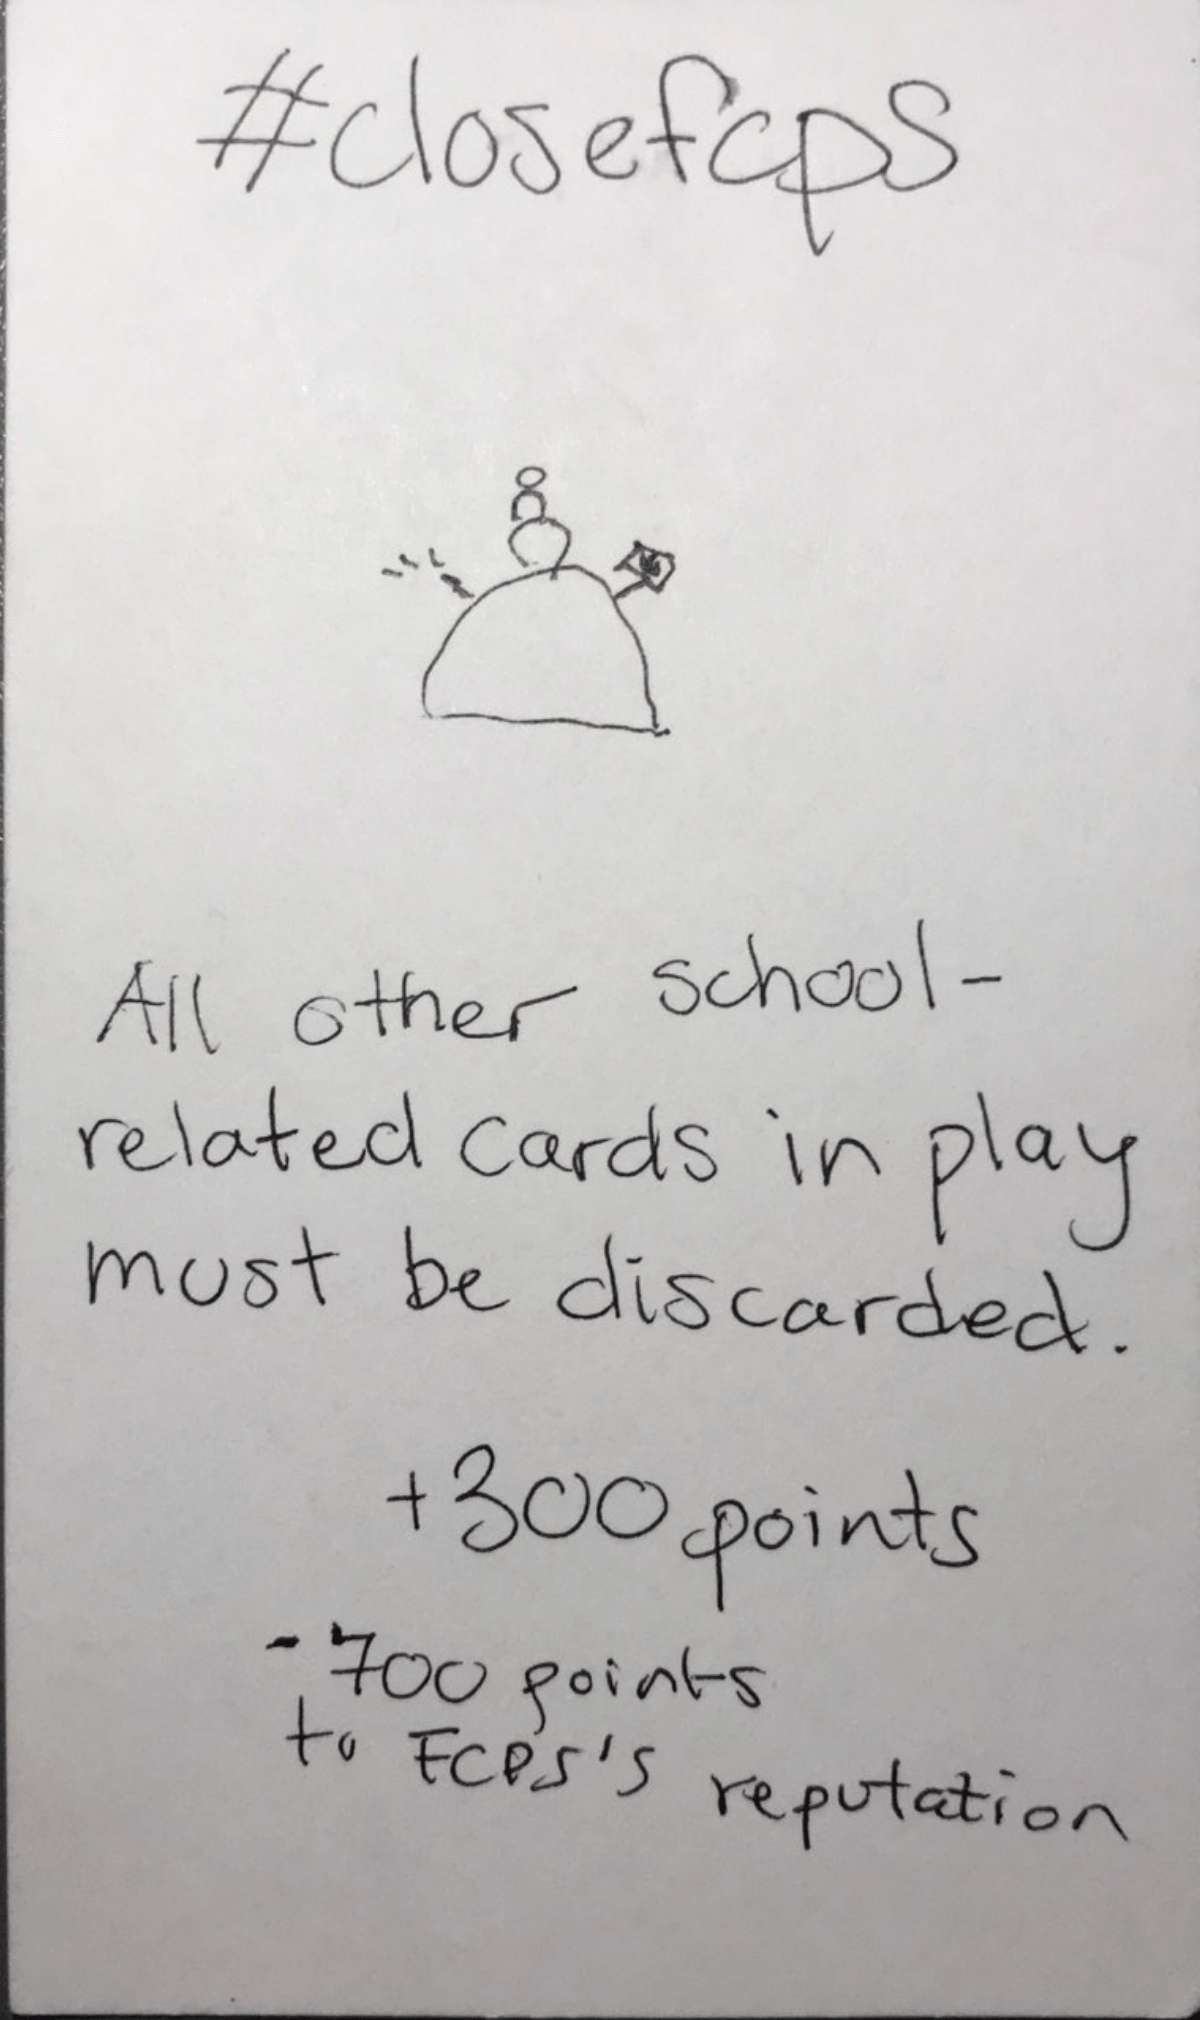 #closefcps
All other school-
related cards in play
must be discarded.
+300 points
-700 points
to FCPS's reputation